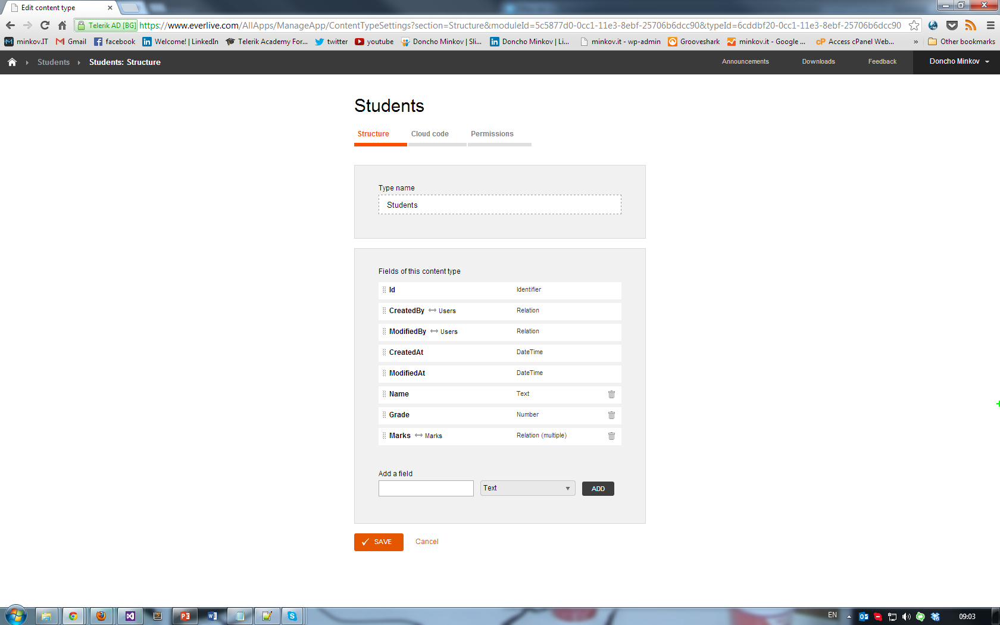 Edit content type
Telerik AD [BG] https://www.everlive.com/AllApps/ManageApp/ContentTypeSettings?section=Structure&moduleId=5c5877d0-0cc1-11e3-8ebf-25706b6dcc90&typeId=6cddbf20-0cc1-11e3-8ebf-25706b6dcc90
minkov.IT Gmail facebook Welcome! | LinkedIn Telerik Academy For... twitter youtube Doncho Minkov | Sli... Doncho Minkov | Li... minkov.it - wp-admin Grooveshark minkov.it - Google ... cP Access cPanel Web... » Other bookmarks
Students Students: Structure Announcements Downloads Feedback Doncho Minkov
Students
Structure Cloud code Permissions
Type name
Students
Fields of this content type
Id Identifier
CreatedBy Users Relation
ModifiedBy Users Relation
CreatedAt DateTime
ModifiedAt DateTime
Name Text
Grade Number
Marks Marks Relation (multiple)
Add a field
Text ADD
SAVE Cancel
EN 09:03